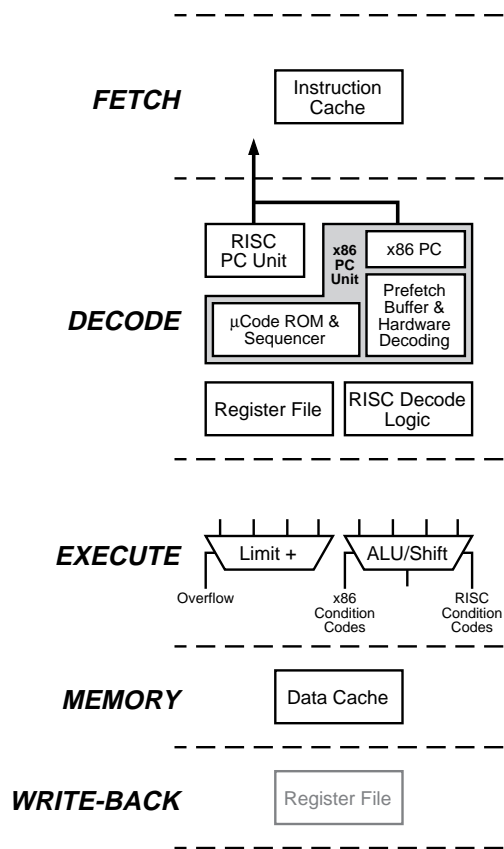 FETCH
Instruction
Cache
RISC
PC Unit
x86
PC
Unit
x86 PC
Prefetch
Buffer &
Hardware
Decoding
DECODE
μCode ROM &
Sequencer
Register File
RISC Decode
Logic
EXECUTE
Limit +
ALU/Shift
Overflow
x86
Condition
Codes
RISC
Condition
Codes
MEMORY
Data Cache
WRITE-BACK
Register File